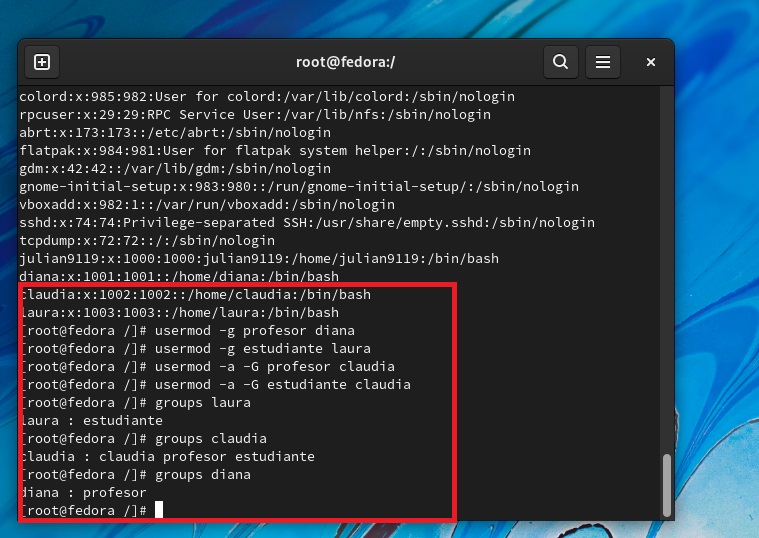 root@fedora:/
colord:x:985:982:User for colord:/var/lib/colord:/sbin/nologin
rpcuser:x:29:29:RPC Service User:/var/lib/nfs:/sbin/nologin
abrt:x:173:173::/etc/abrt:/sbin/nologin
flatpak:x:984:981:User for flatpak system helper:/:/sbin/nologin
gdm:x:42:42::/var/lib/gdm:/sbin/nologin
gnome-initial-setup:x:983:980::/run/gnome-initial-setup/:/sbin/nologin
vboxadd:x:982:1::/var/run/vboxadd:/sbin/nologin
sshd:x:74:74:Privilege-separated SSH:/usr/share/empty.sshd:/sbin/nologin
tcpdump:x:72:72::/:/sbin/nologin
julian9119:x:1000:1000:julian9119:/home/julian9119:/bin/bash
diana:x:1001:1001::/home/diana:/bin/bash
claudia:x:1002:1002::/home/claudia:/bin/bash
laura:x:1003:1003::/home/laura:/bin/bash
[root@fedora /]# usermod -g profesor diana
[root@fedora /]# usermod -g estudiante laura
[root@fedora /]# usermod -a -G profesor claudia
[root@fedora /]# usermod -a -G estudiante claudia
[root@fedora /]# groups laura
laura : estudiante
[root@fedora /]# groups claudia
claudia : claudia profesor estudiante
[root@fedora /]# groups diana
diana : profesor
[root@fedora /]#